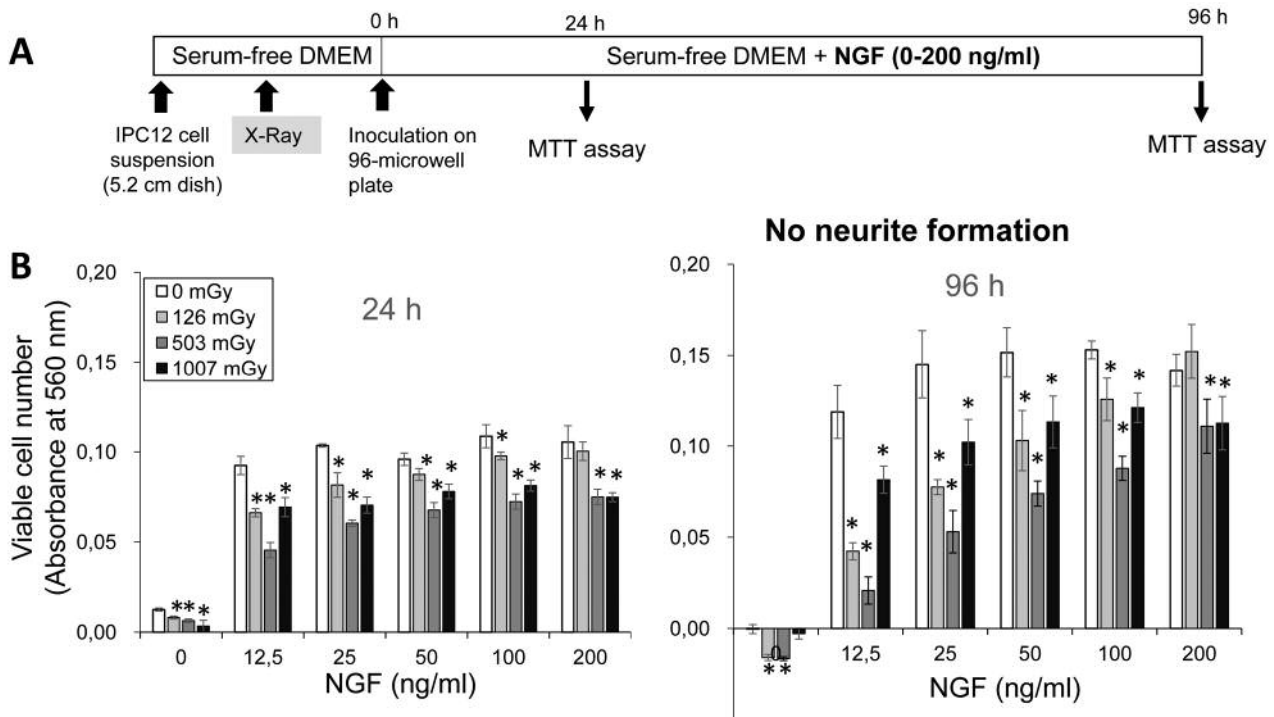 A
0 h
24 h
96 h
Serum-free DMEM
Serum-free DMEM + NGF (0-200 ng/ml)
IPC12 cell
suspension
(5.2 cm dish)
X-Ray
Inoculation on
96-microwell
plate
MTT assay
MTT assay
B
No neurite formation
Viable cell number
(Absorbance at 560 nm)
0,20
0,15
0,10
0,05
0,00
0 mGy
126 mGy
503 mGy
1007 mGy
24 h
* * *
* * *
* * *
* * *
* * *
* *
0
12,5
25
50
100
200
NGF (ng/ml)
0,20
0,15
0,10
0,05
0,00
96 h
* *
* * *
* * *
* * *
* * *
* *
0
12,5
25
50
100
200
NGF (ng/ml)